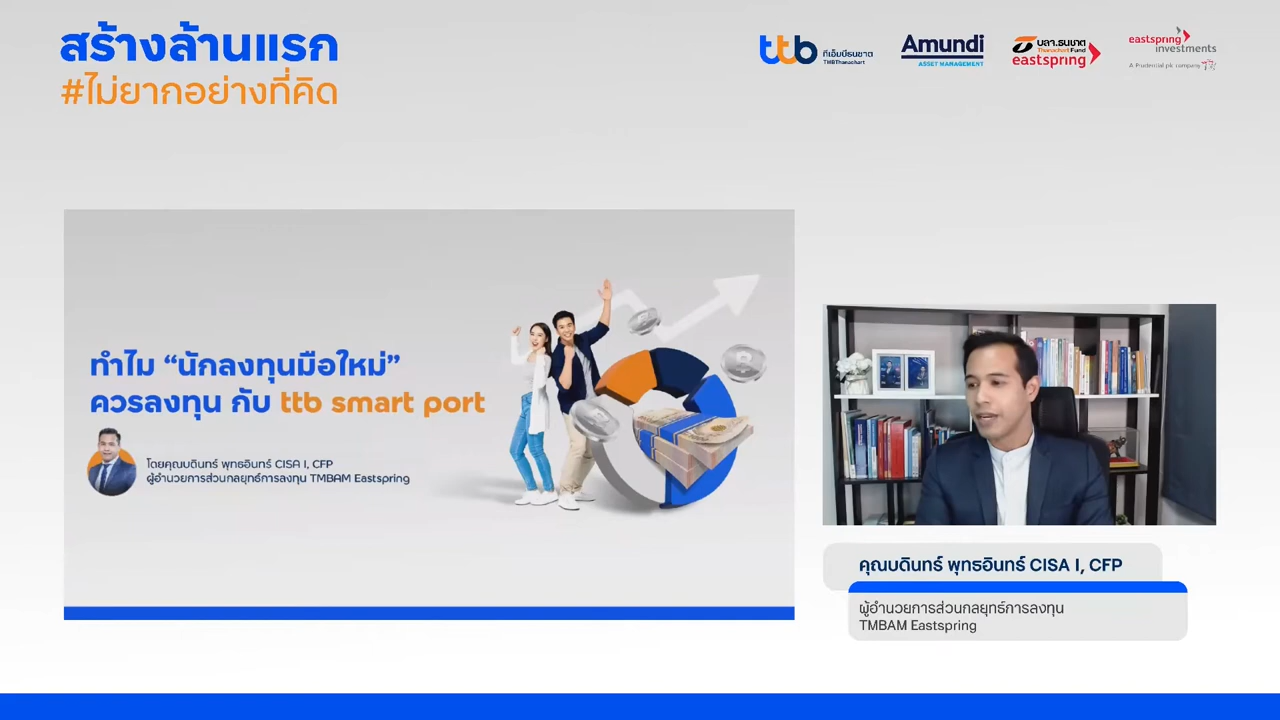 สร้างล้านแรก
#ไม่ยากอย่างที่คิด
ttb ทีเอ็มบีธนชาต
TMBThanachart
Amundi
ASSET MANAGEMENT
บลจ.ธนชาต
Thanachart Fund
eastspring
eastspring
investments
A Prudential plc company
ทำไม “นักลงทุนมือใหม่”
ควรลงทุน กับ ttb smart port
โดยคุณบดินทร์ พุทธอินทร์ CISA I, CFP
ผู้อำนวยการส่วนกลยุทธ์การลงทุน TMBAM Eastspring
คุณบดินทร์ พุทธอินทร์ CISA I, CFP
ผู้อำนวยการส่วนกลยุทธ์การลงทุน
TMBAM Eastspring